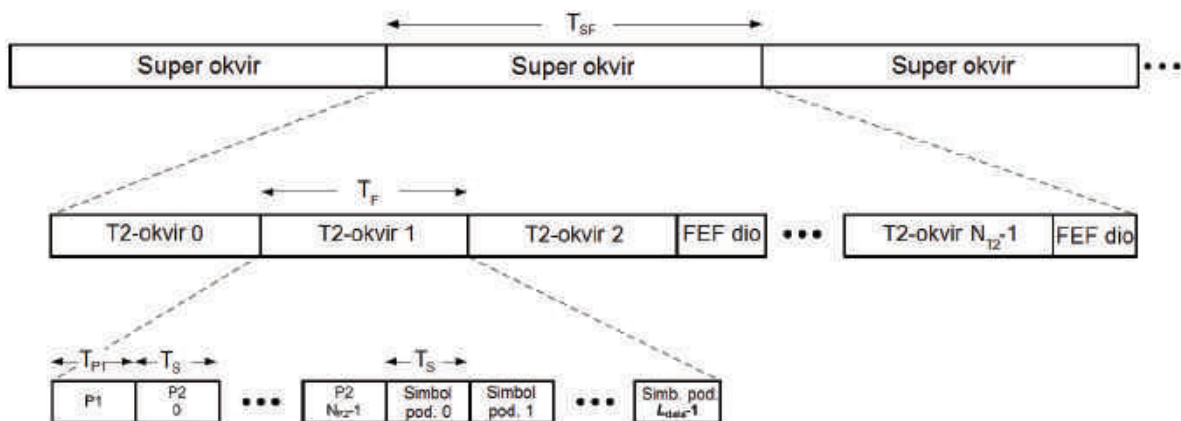 T_SF
Super okvir Super okvir Super okvir •••
T_F
T2-okvir 0 T2-okvir 1 T2-okvir 2 FEF dio ••• T2-okvir N_T2-1 FEF dio
T_P1 T_S T_S
P1 P2 0 ••• P2 N_P2-1 Simbol pod. 0 Simbol pod. 1 ••• Simb. pod. L_data-1